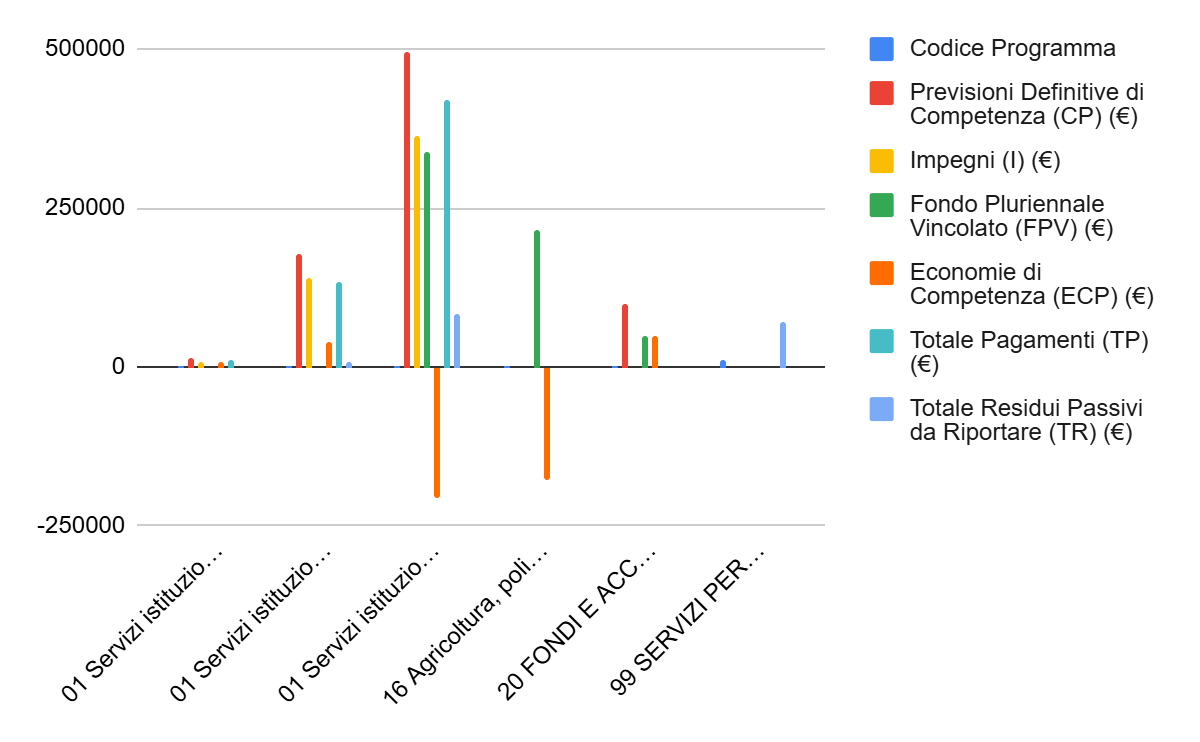 500000
250000
0
-250000
01 Servizi istituzio…
01 Servizi istituzio…
01 Servizi istituzio…
16 Agricoltura, poli…
20 FONDI E ACC…
99 SERVIZI PER…
Codice Programma
Previsioni Definitive di
Competenza (CP) (€)
Impegni (I) (€)
Fondo Pluriennale
Vincolato (FPV) (€)
Economie di
Competenza (ECP) (€)
Totale Pagamenti (TP)
(€)
Totale Residui Passivi
da Riportare (TR) (€)